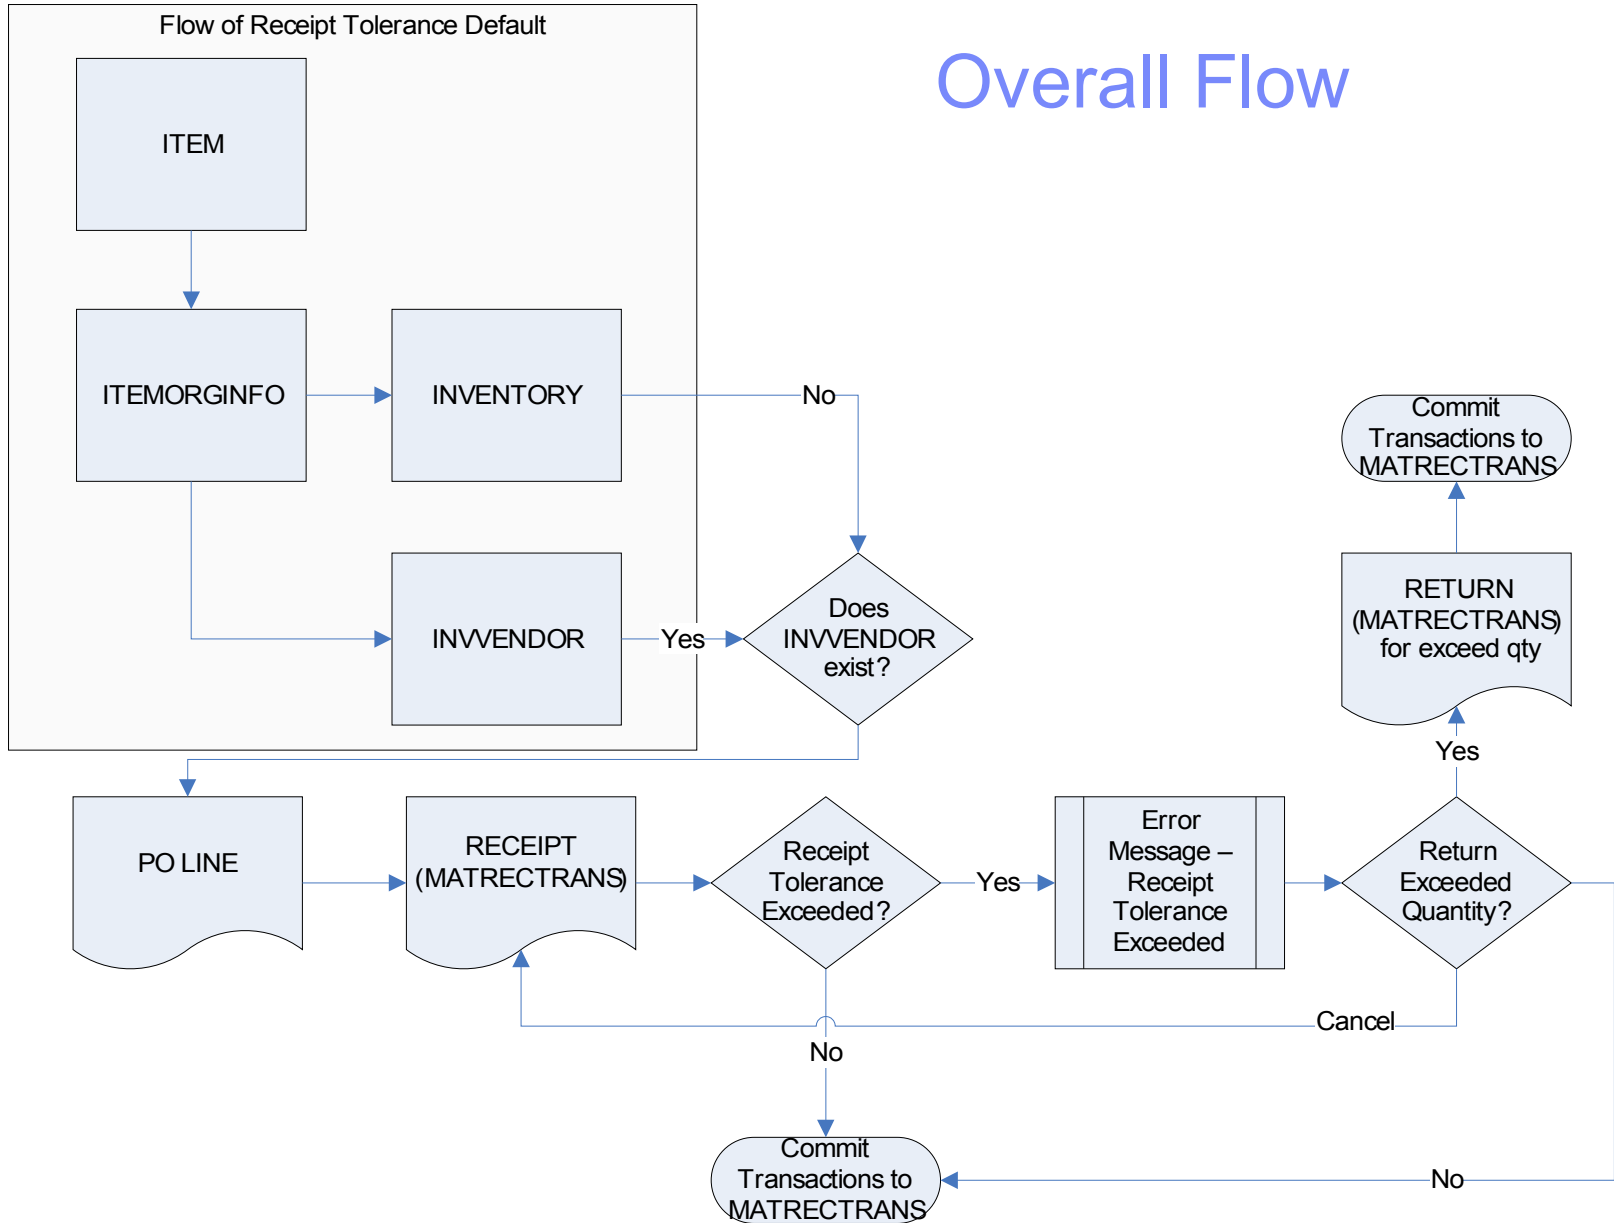 Flow of Receipt Tolerance Default
Overall Flow
ITEM
ITEMORGINFO
INVENTORY
No
Commit
Transactions to
MATRECTRANS
INVVENDOR
Yes
Does
INVVENDOR
exist?
RETURN
(MATRECTRANS)
for exceed qty
Yes
PO LINE
RECEIPT
(MATRECTRANS)
Receipt
Tolerance
Exceeded?
Yes
Error
Message –
Receipt
Tolerance
Exceeded
Return
Exceeded
Quantity?
Cancel
No
Commit
Transactions to
MATRECTRANS
No